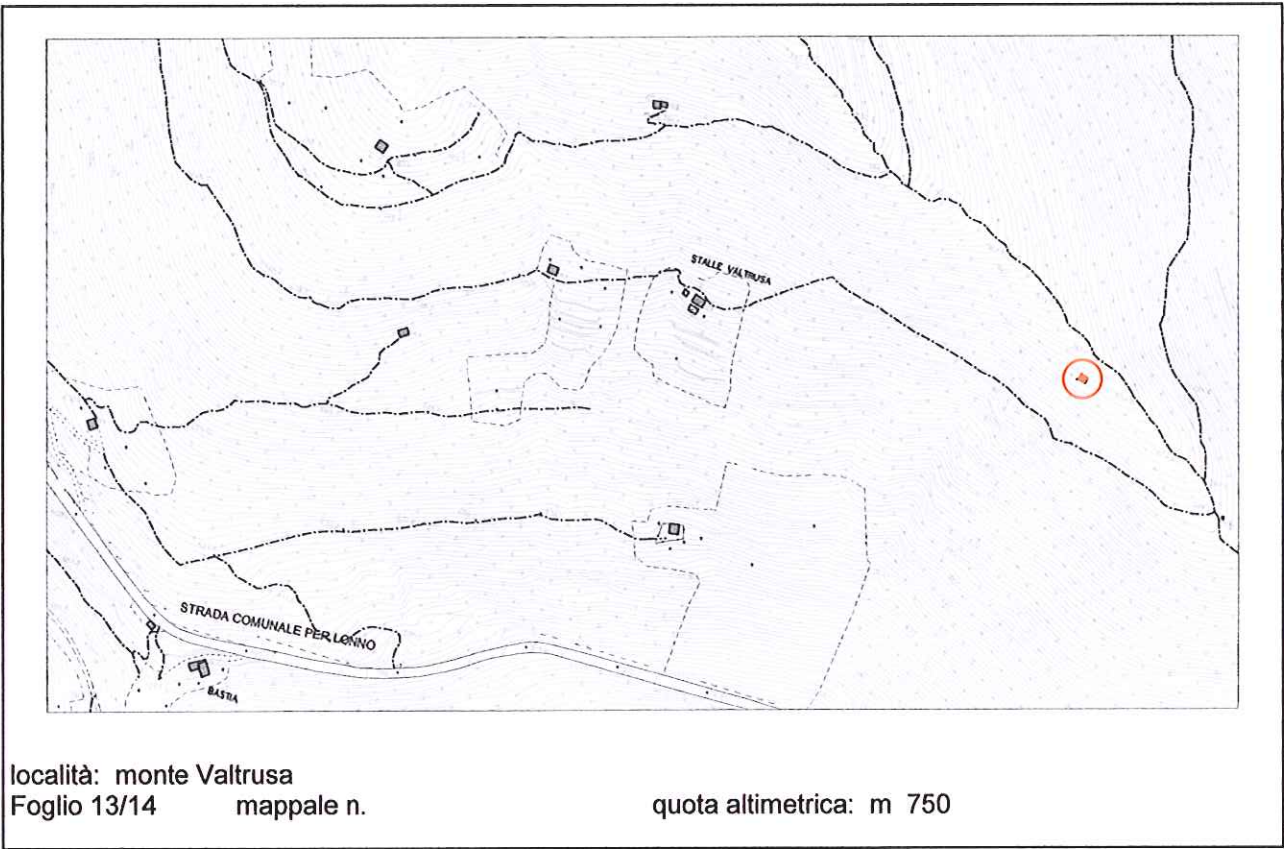 STALLE VALTRUSA
STRADA COMUNALE PER LONNO
BASTIA
località: monte Valtrusa
Foglio 13/14 mappale n. quota altimetrica: m 750